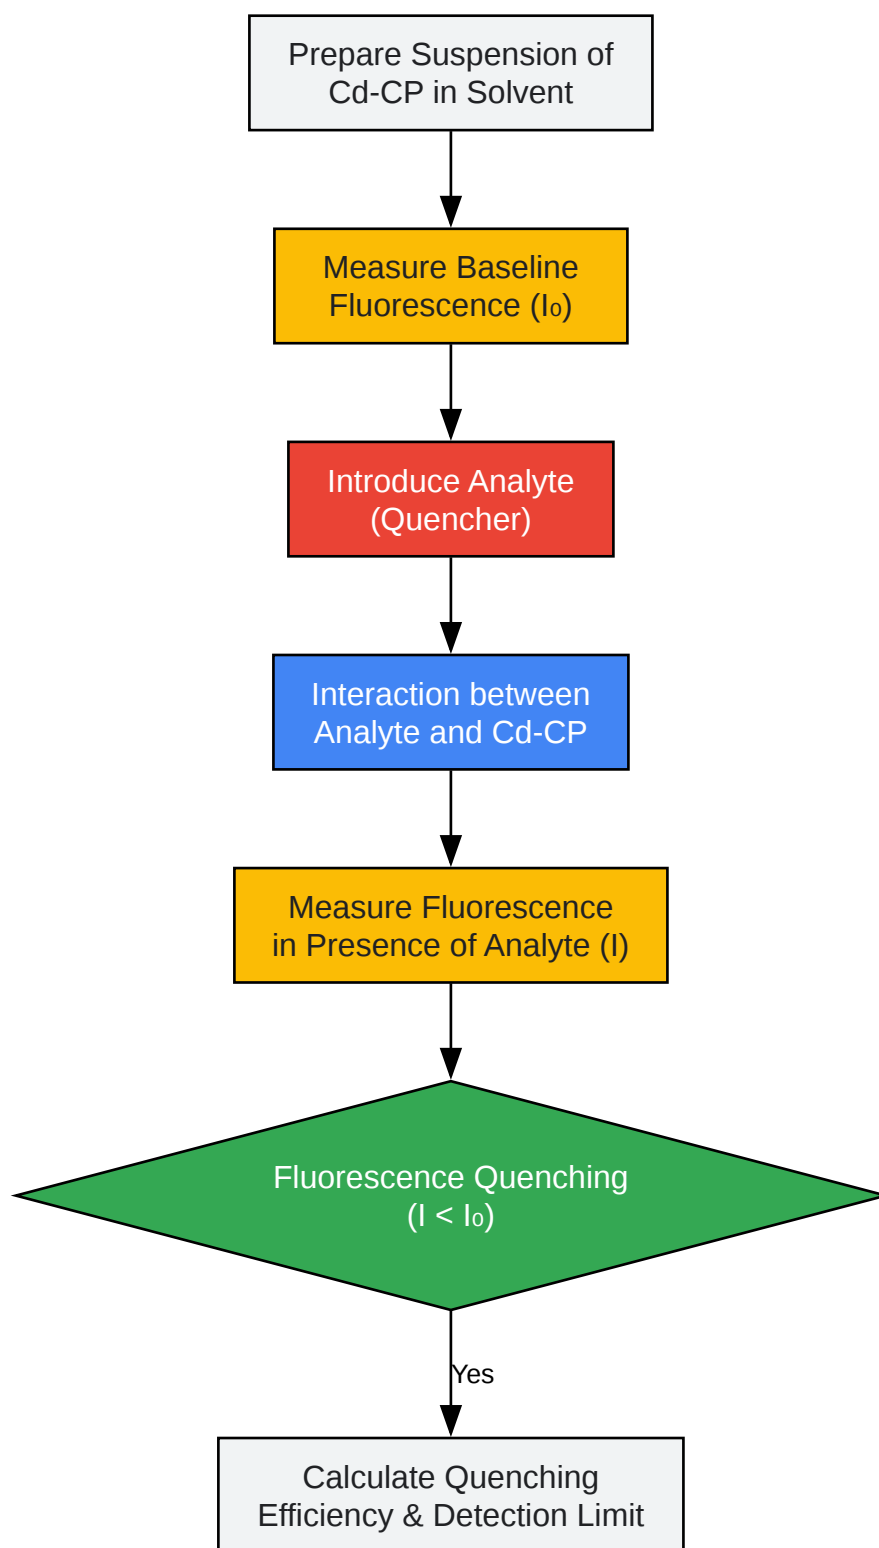 Prepare Suspension of
Cd-CP in Solvent
Measure Baseline
Fluorescence (I₀)
Introduce Analyte
(Quencher)
Interaction between
Analyte and Cd-CP
Measure Fluorescence
in Presence of Analyte (I)
Fluorescence Quenching
(I < I₀)
Yes
Calculate Quenching
Efficiency & Detection Limit